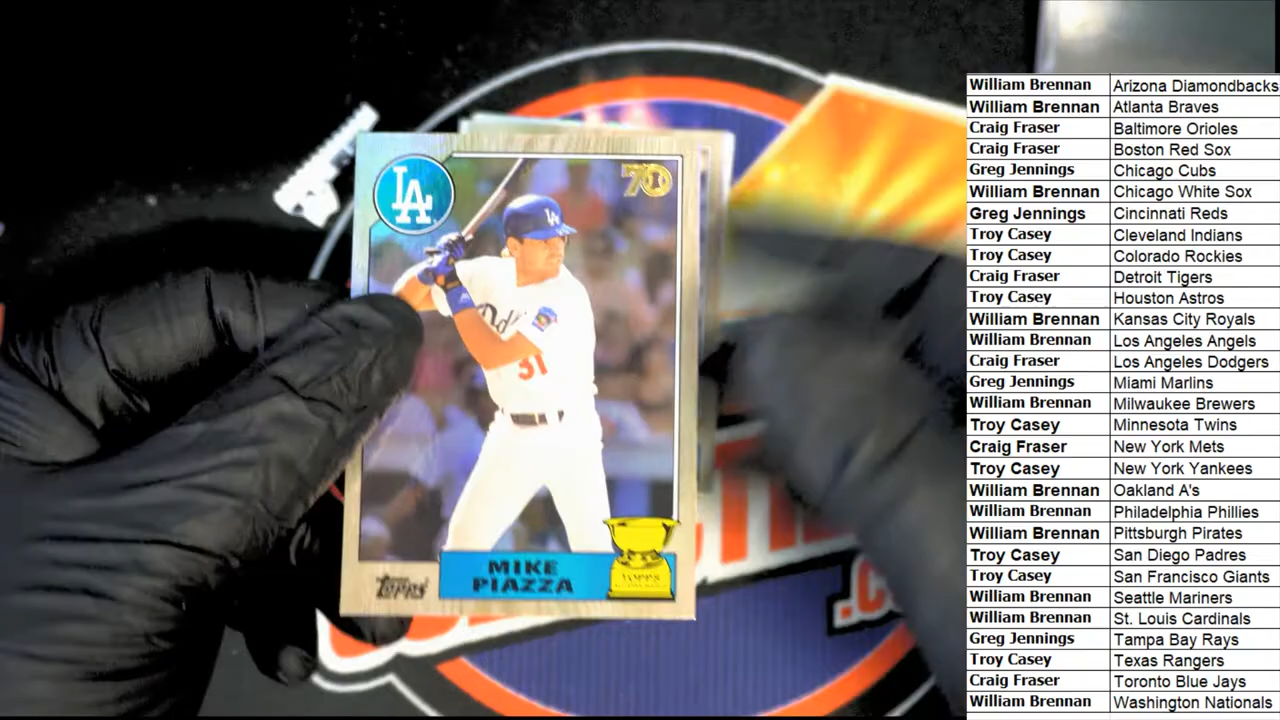 LA
70
LA
Dod
31
MIKE
PIAZZA
Topps
TOPPS
.c
William Brennan Arizona Diamondbacks
William Brennan Atlanta Braves
Craig Fraser Baltimore Orioles
Craig Fraser Boston Red Sox
Greg Jennings Chicago Cubs
William Brennan Chicago White Sox
Greg Jennings Cincinnati Reds
Troy Casey Cleveland Indians
Troy Casey Colorado Rockies
Craig Fraser Detroit Tigers
Troy Casey Houston Astros
William Brennan Kansas City Royals
William Brennan Los Angeles Angels
Craig Fraser Los Angeles Dodgers
Greg Jennings Miami Marlins
William Brennan Milwaukee Brewers
Troy Casey Minnesota Twins
Craig Fraser New York Mets
Troy Casey New York Yankees
William Brennan Oakland A's
William Brennan Philadelphia Phillies
William Brennan Pittsburgh Pirates
Troy Casey San Diego Padres
Troy Casey San Francisco Giants
William Brennan Seattle Mariners
William Brennan St. Louis Cardinals
Greg Jennings Tampa Bay Rays
Troy Casey Texas Rangers
Craig Fraser Toronto Blue Jays
William Brennan Washington Nationals